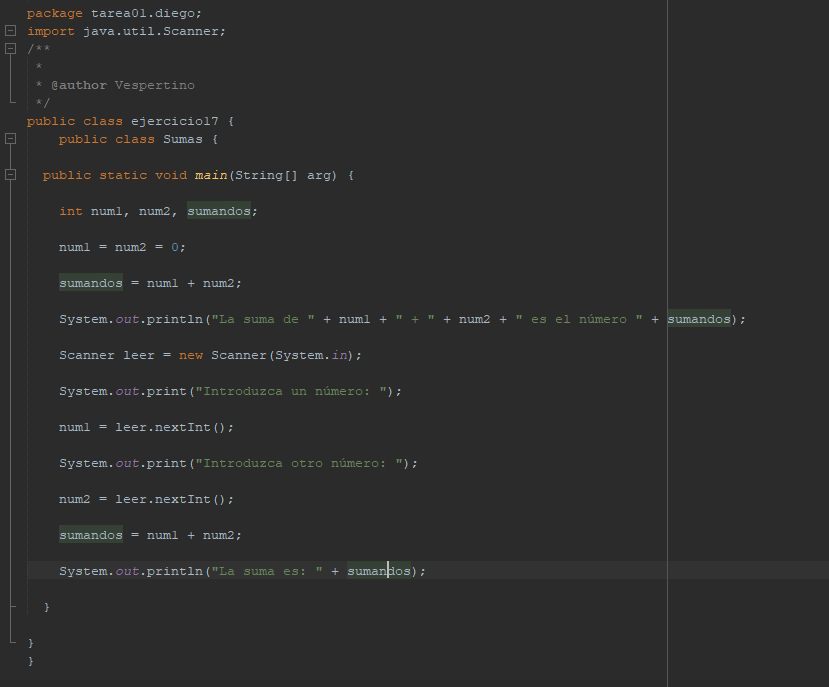 package tarea01.diego;
import java.util.Scanner;
/**
 *
 * @author Vespertino
 */
public class ejercicio17 {
    public class Sumas {
  public static void main(String[] arg) {
    int num1, num2, sumandos;
    num1 = num2 = 0;
    sumandos = num1 + num2;
    System.out.println("La suma de " + num1 + " + " + num2 + " es el número " + sumandos);
    Scanner leer = new Scanner(System.in);
    System.out.print("Introduzca un número: ");
    num1 = leer.nextInt();
    System.out.print("Introduzca otro número: ");
    num2 = leer.nextInt();
    sumandos = num1 + num2;
    System.out.println("La suma es: " + sumandos);
  }
}
}